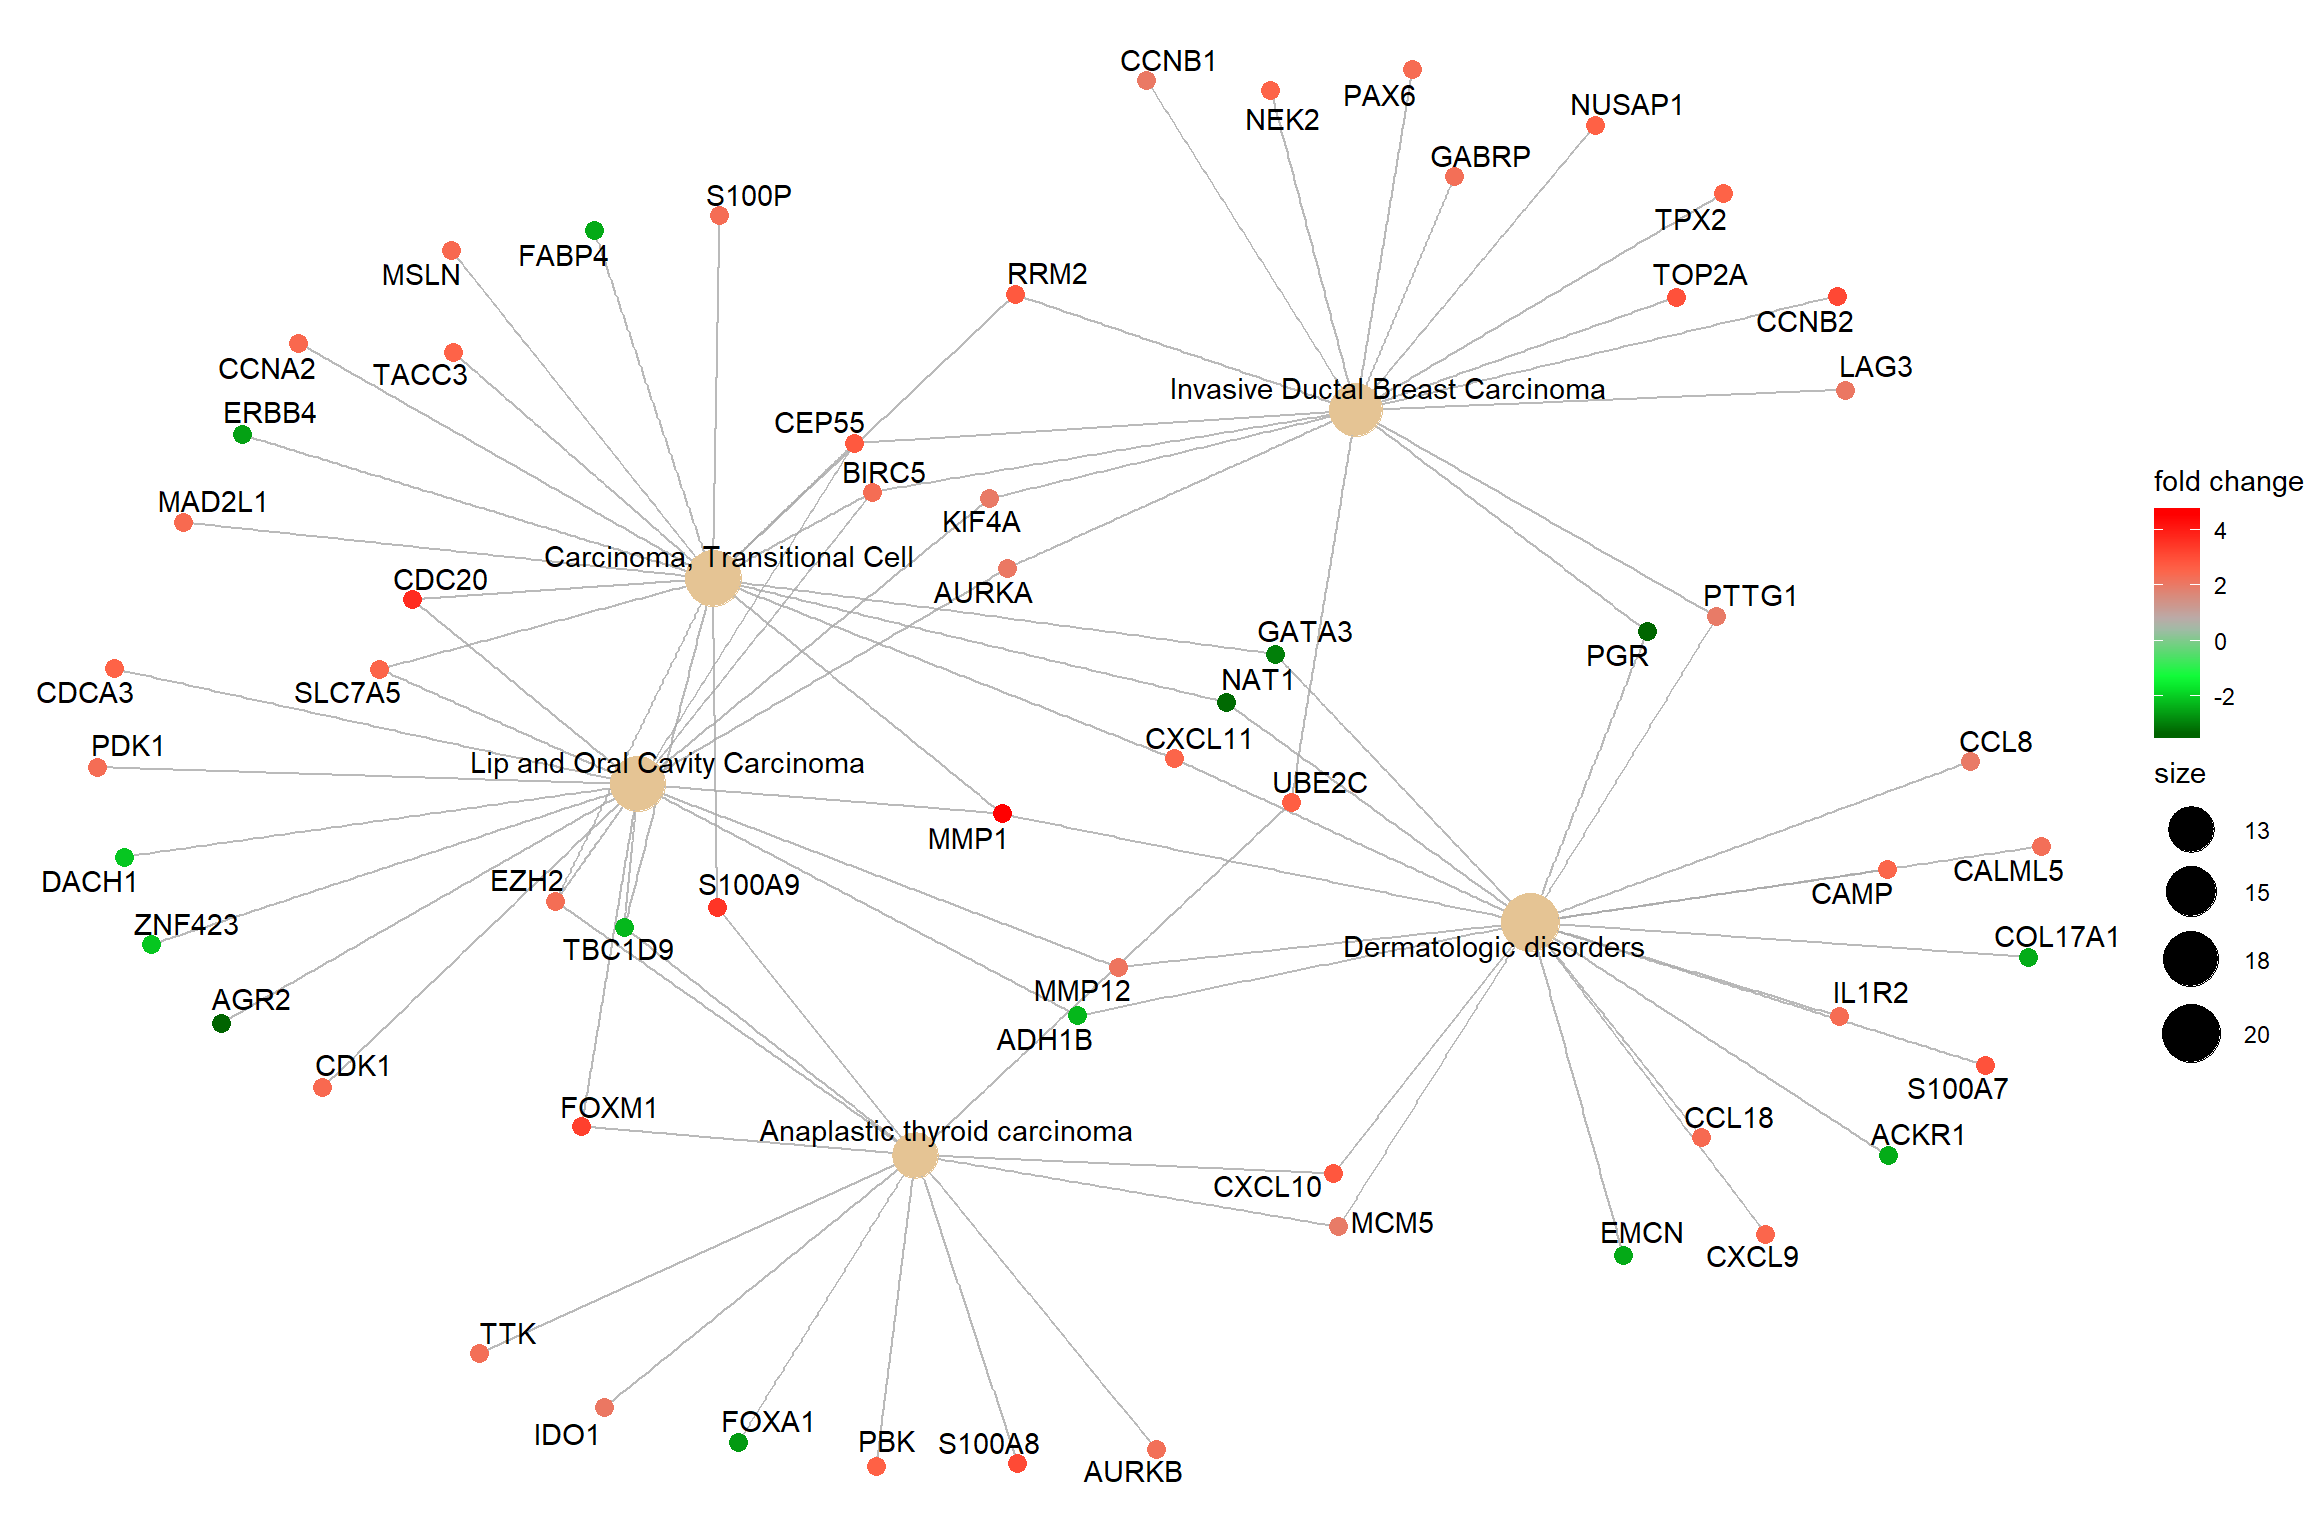 CCNB1
PAX6
NEK2
NUSAP1
GABRP
S100P
TPX2
FABP4
MSLN
RRM2
TOP2A
CCNB2
CCNA2
TACC3
LAG3
Invasive Ductal Breast Carcinoma
ERBB4
CEP55
BIRC5
fold change
MAD2L1
KIF4A
4
Carcinoma, Transitional Cell
CDC20
AURKA
2
PTTG1
GATA3
0
PGR
NAT1
CDCA3
SLC7A5
-2
PDK1
CXCL11
CCL8
Lip and Oral Cavity Carcinoma
size
UBE2C
13
MMP1
DACH1
EZH2
S100A9
CALML5
CAMP
15
ZNF423
COL17A1
TBC1D9
Dermatologic disorders
18
AGR2
MMP12
IL1R2
ADH1B
20
CDK1
S100A7
FOXM1
CCL18
Anaplastic thyroid carcinoma
ACKR1
CXCL10
MCM5
EMCN
CXCL9
TTK
IDO1
FOXA1
PBK
S100A8
AURKB